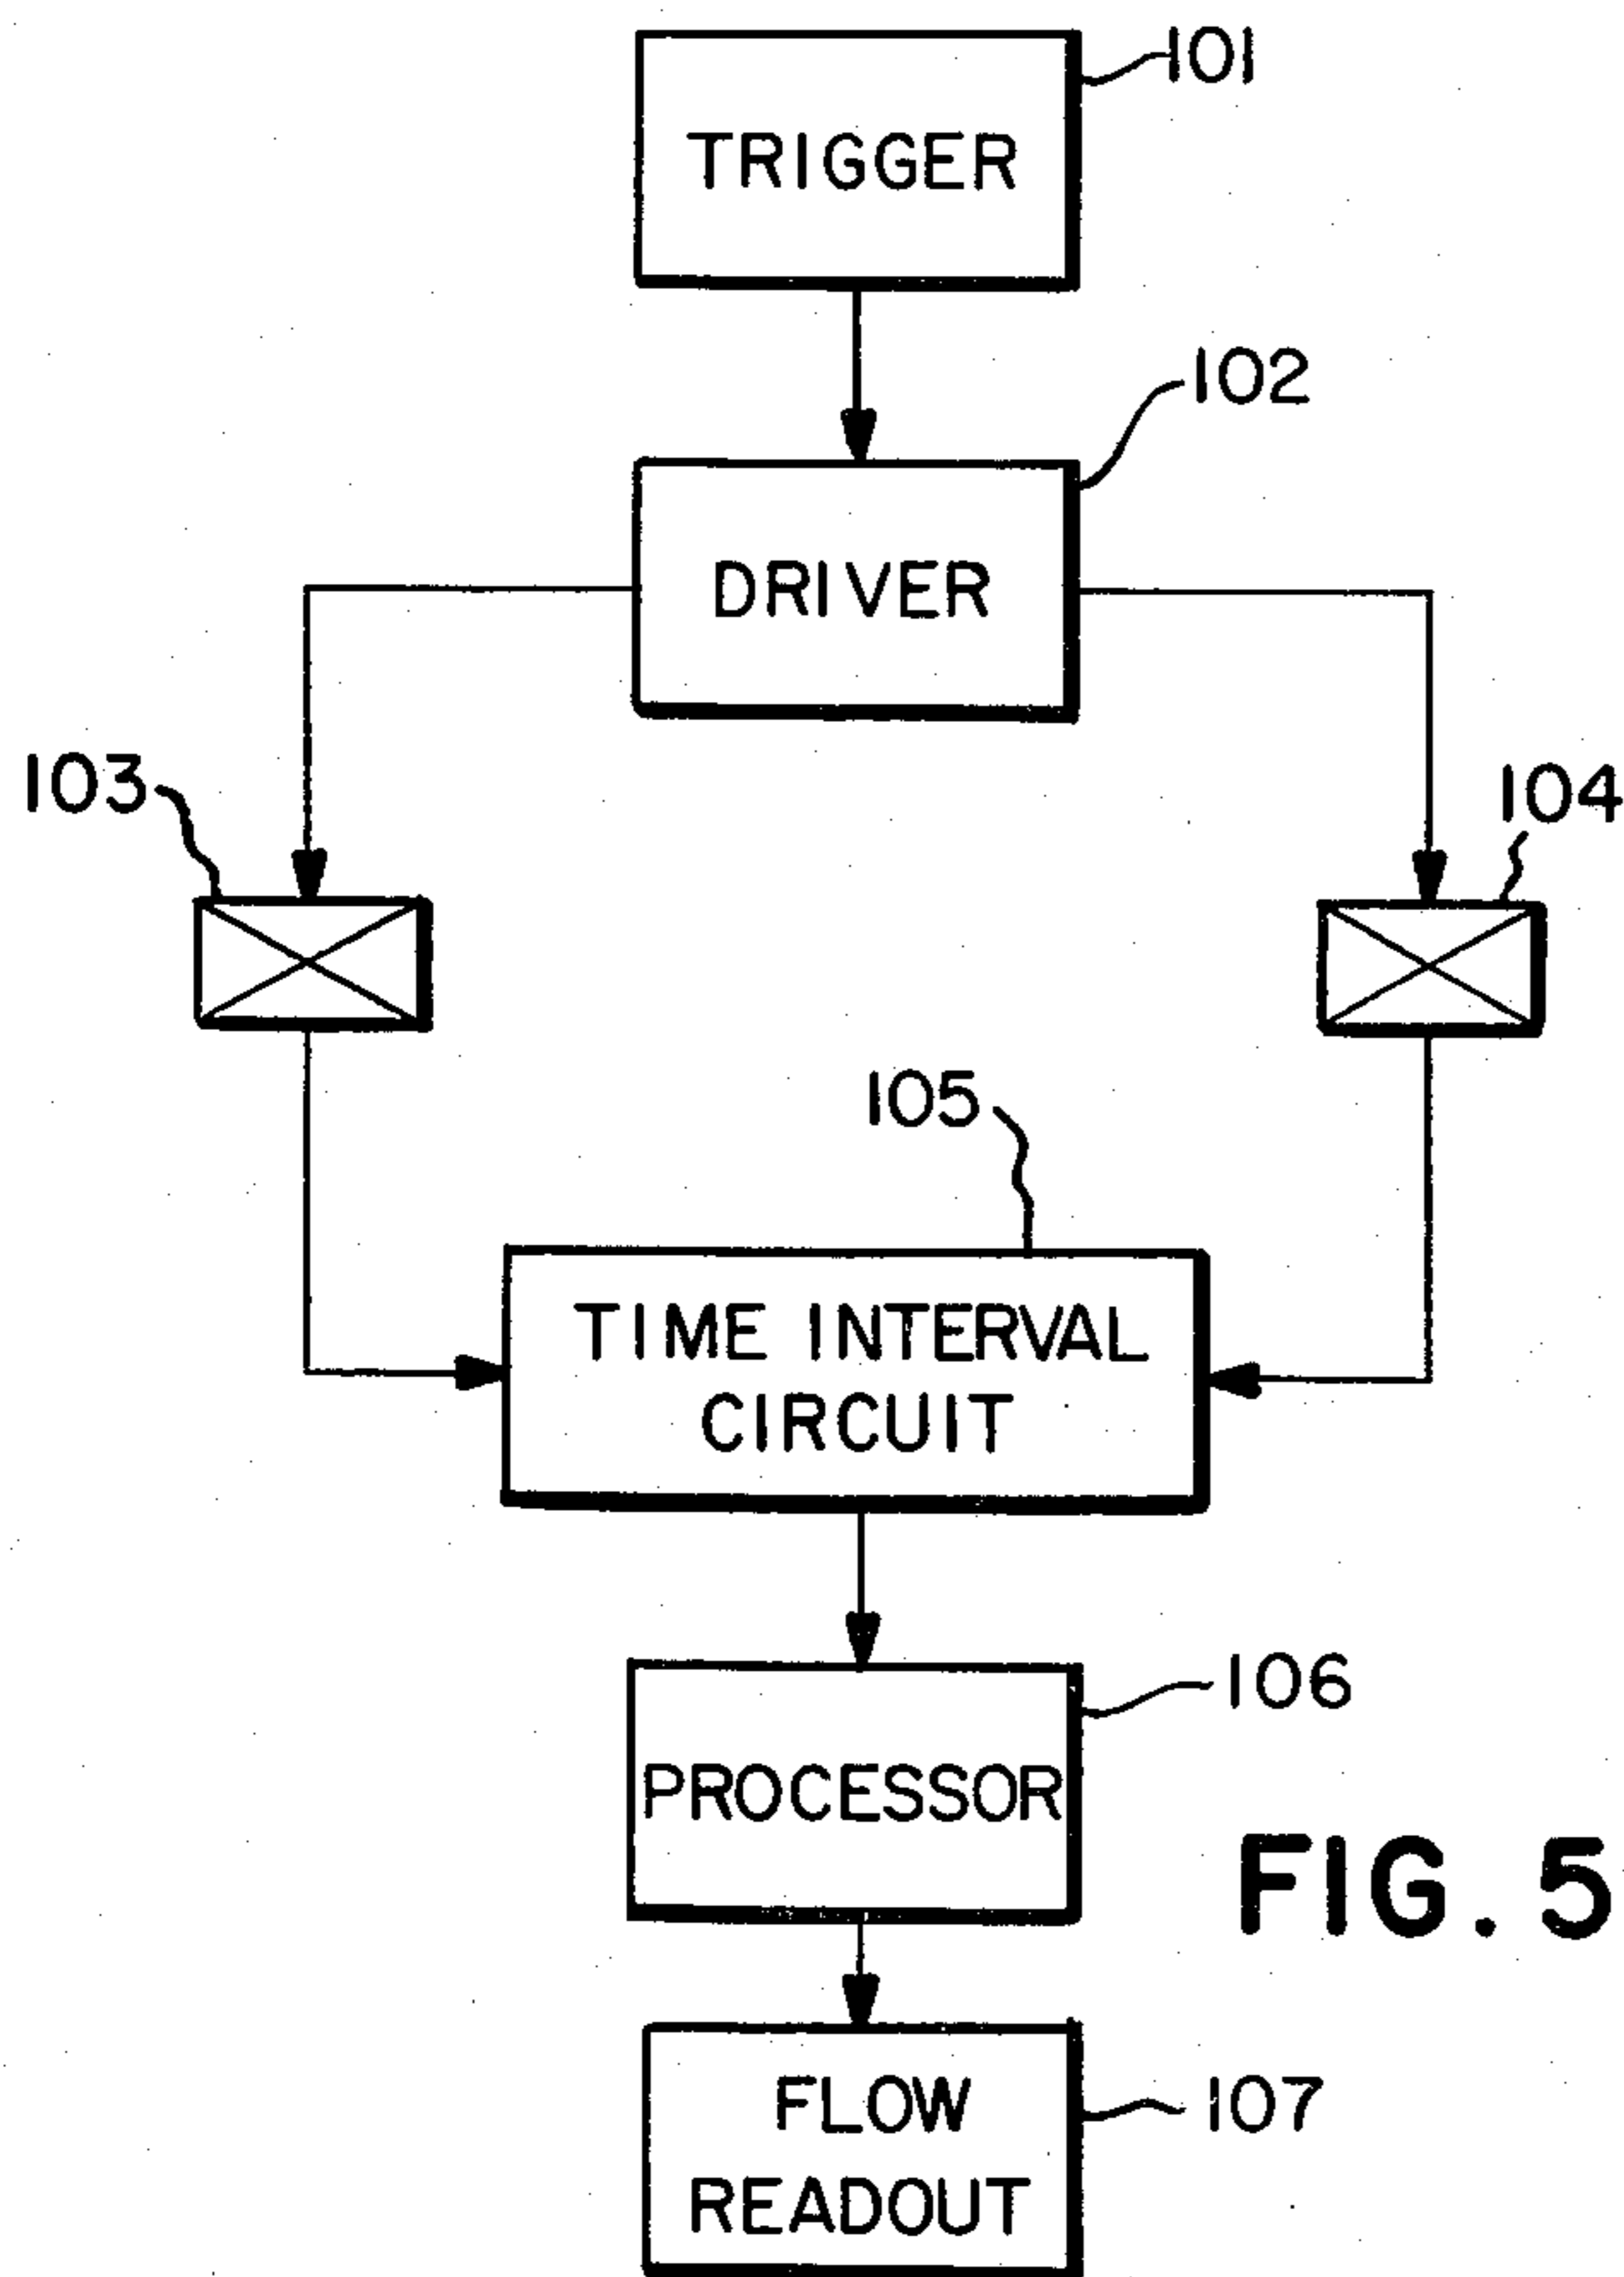 101
TRIGGER
102
DRIVER
103
104
105
TIME INTERVAL
CIRCUIT
106
PROCESSOR
FIG. 5
FLOW
107
READOUT